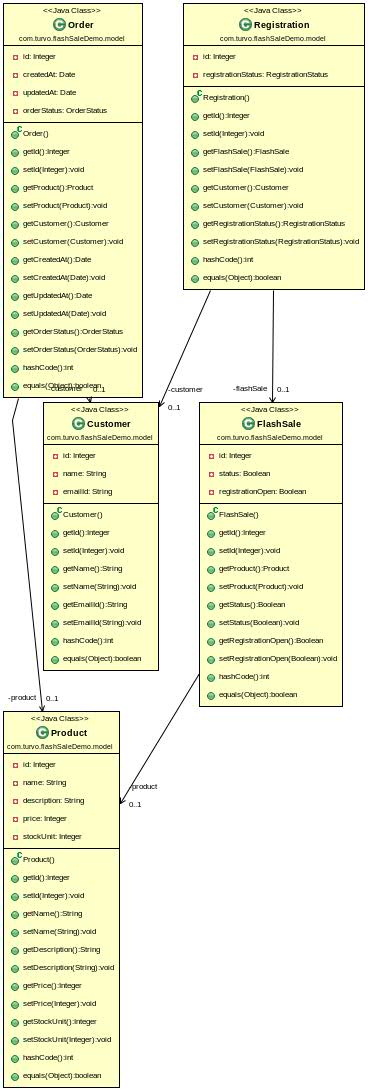 <<Java Class>>
Order
com.turvo.flashSaleDemo.model
id: Integer
createdAt: Date
updatedAt: Date
orderStatus: OrderStatus
Order()
getId():Integer
setId(Integer):void
getProduct():Product
setProduct(Product):void
getCustomer():Customer
setCustomer(Customer):void
getCreatedAt():Date
setCreatedAt(Date):void
getUpdatedAt():Date
setUpdatedAt(Date):void
getOrderStatus():OrderStatus
setOrderStatus(OrderStatus):void
hashCode():int
equals(Object):boolean
<<Java Class>>
Registration
com.turvo.flashSaleDemo.model
id: Integer
registrationStatus: RegistrationStatus
Registration()
getId():Integer
setId(Integer):void
getFlashSale():FlashSale
setFlashSale(FlashSale):void
getCustomer():Customer
setCustomer(Customer):void
getRegistrationStatus():RegistrationStatus
setRegistrationStatus(RegistrationStatus):void
hashCode():int
equals(Object):boolean
-customer 0..1
-customer
0..1
-flashSale 0..1
<<Java Class>>
Customer
com.turvo.flashSaleDemo.model
id: Integer
name: String
emailId: String
Customer()
getId():Integer
setId(Integer):void
getName():String
setName(String):void
getEmailId():String
setEmailId(String):void
hashCode():int
equals(Object):boolean
<<Java Class>>
FlashSale
com.turvo.flashSaleDemo.model
id: Integer
status: Boolean
registrationOpen: Boolean
FlashSale()
getId():Integer
setId(Integer):void
getProduct():Product
setProduct(Product):void
getStatus():Boolean
setStatus(Boolean):void
getRegistrationOpen():Boolean
setRegistrationOpen(Boolean):void
hashCode():int
equals(Object):boolean
-product 0..1
-product
0..1
<<Java Class>>
Product
com.turvo.flashSaleDemo.model
id: Integer
name: String
description: String
price: Integer
stockUnit: Integer
Product()
getId():Integer
setId(Integer):void
getName():String
setName(String):void
getDescription():String
setDescription(String):void
getPrice():Integer
setPrice(Integer):void
getStockUnit():Integer
setStockUnit(Integer):void
hashCode():int
equals(Object):boolean